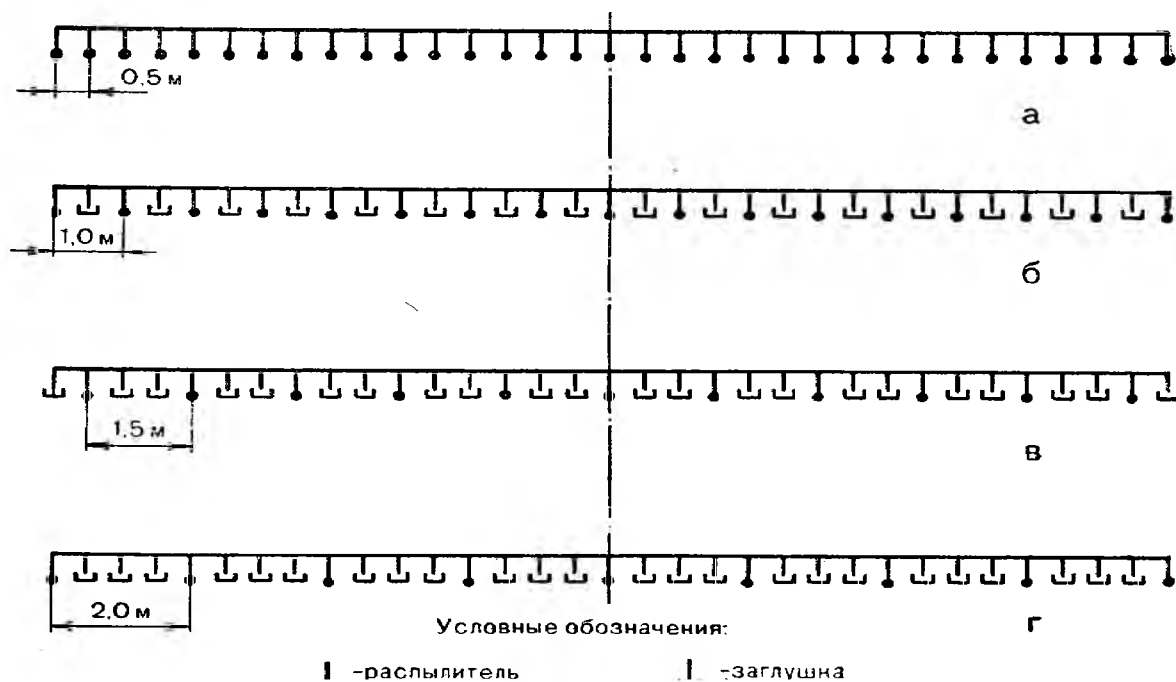 0,5 м
а
1,0 м
б
1,5 м
в
2,0 м
Условные обозначения:
г
-распылитель
-заглушка